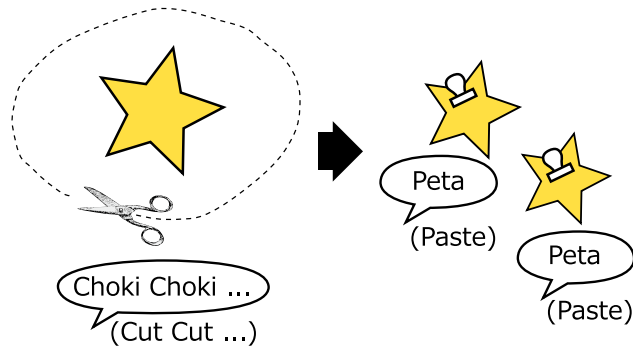 Choki Choki ...
(Cut Cut ...)
Peta
(Paste)
Peta
(Paste)